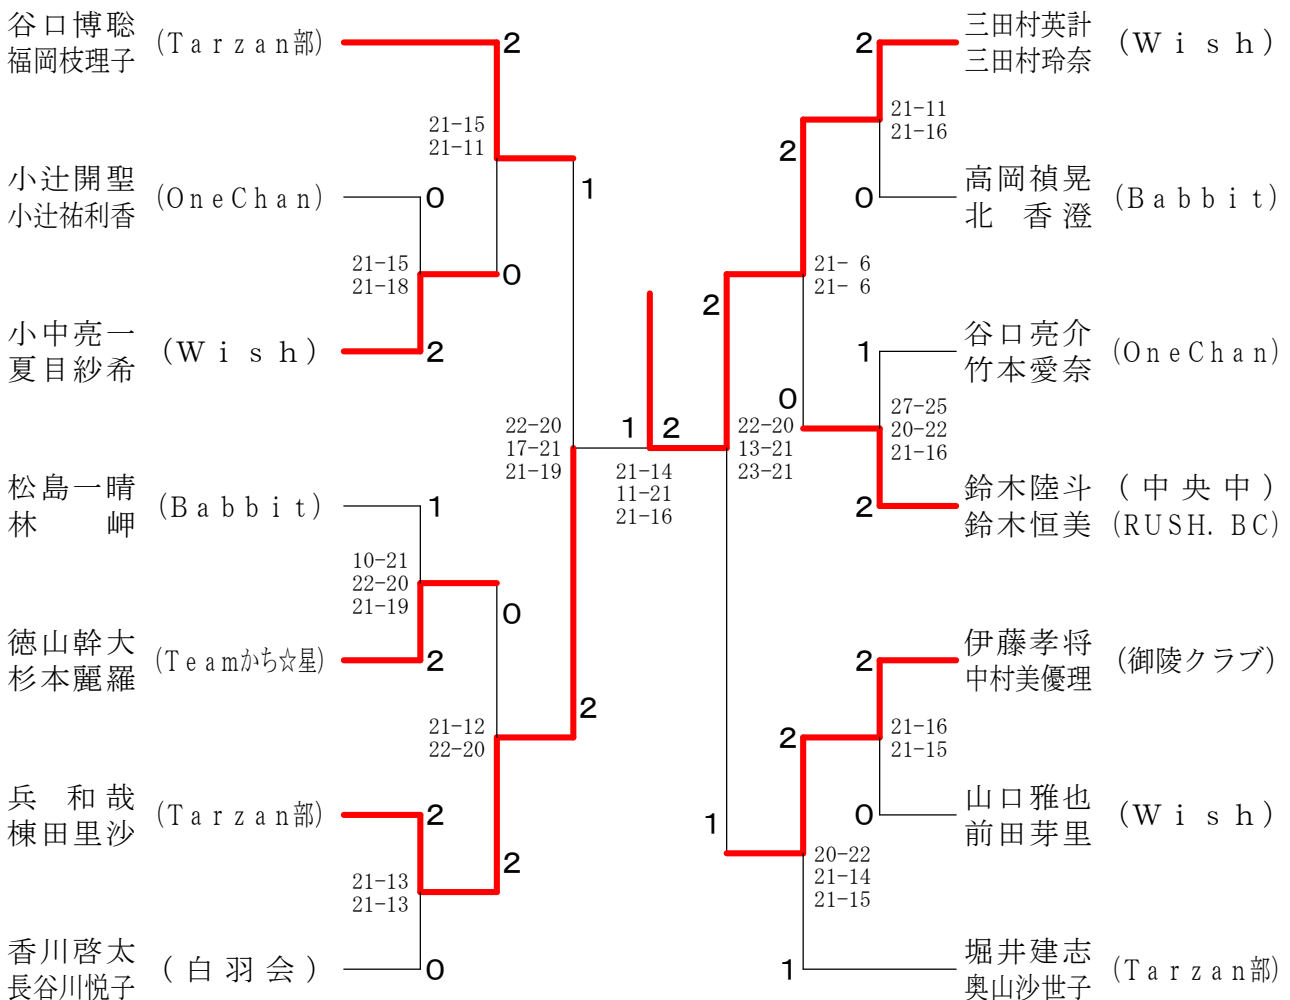 谷口博聡
福岡枝理子
(Tarzan部)
2
21-15
21-11
小辻開聖
小辻祐利香
(OneChan)
0
1
21-15
21-18
0
小中亮一
夏目紗希
(Wish)
2
22-20
17-21
21-19
松島一晴
林　岬
(Babbit)
1
10-21
22-20
21-19
0
徳山幹大
杉本麗羅
(Teamかち☆星)
2
2
21-12
22-20
兵　和哉
棟田里沙
(Tarzan部)
2
2
21-13
21-13
香川啓太
長谷川悦子
(白羽会)
0
1
2
21-14
11-21
21-16
2
三田村英計
三田村玲奈
(Wish)
21-11
21-16
2
0
高岡禎晃
北　香澄
(Babbit)
21- 6
21- 6
2
1
谷口亮介
竹本愛奈
(OneChan)
0
27-25
20-22
21-16
22-20
13-21
23-21
2
鈴木陸斗
(中央中)
鈴木恒美
(RUSH. BC)
2
伊藤孝将
中村美優理
(御陵クラブ)
2
21-16
21-15
0
山口雅也
前田芽里
(Wish)
1
20-22
21-14
21-15
1
堀井建志
奥山沙世子
(Tarzan部)